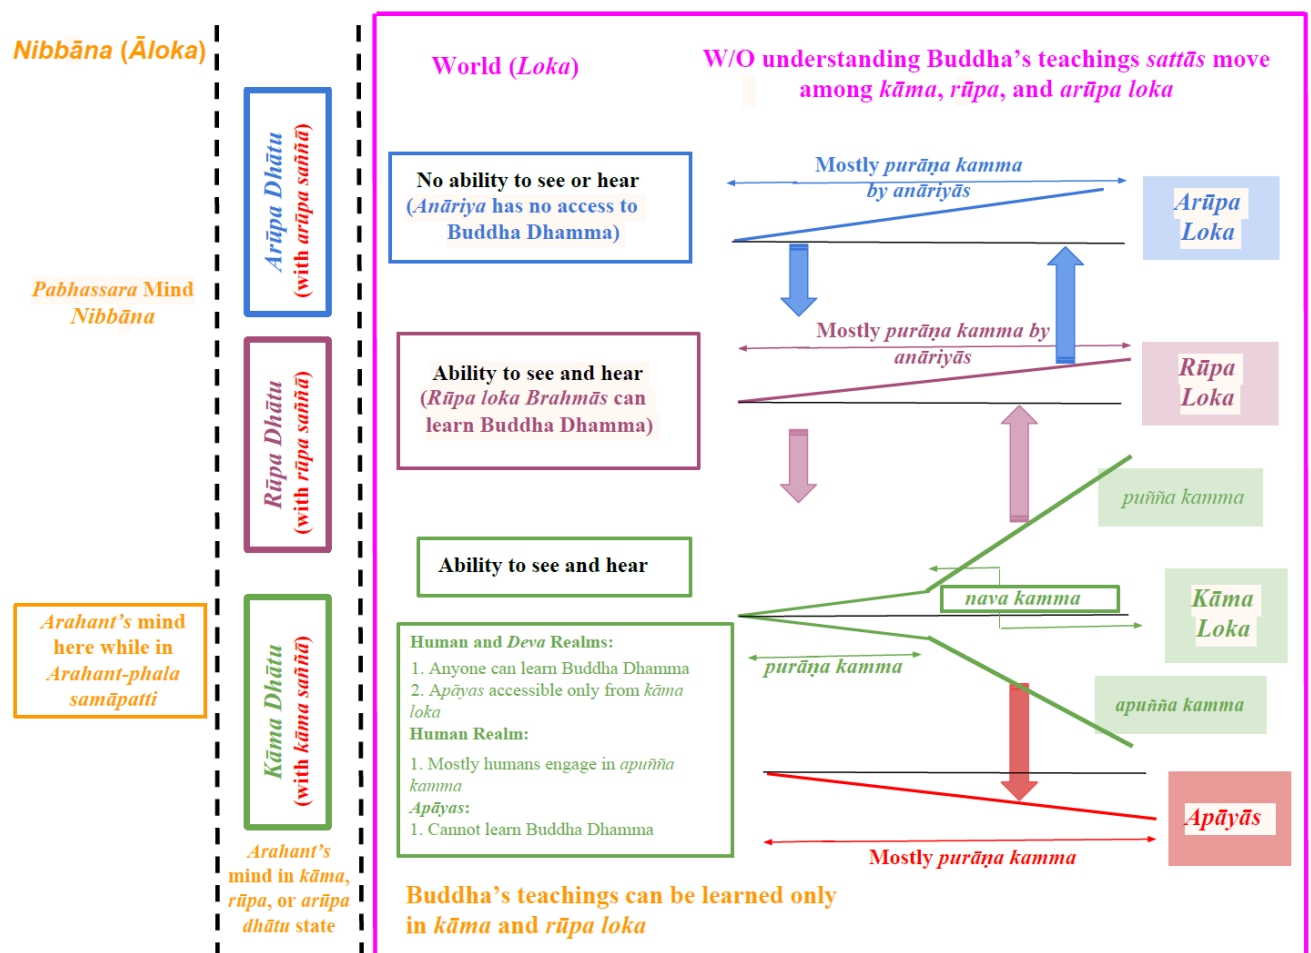 Nibbāna (Āloka)
World (Loka)
W/O understanding Buddha's teachings sattās move
among kāma, rūpa, and arūpa loka
Arūpa Dhātu
(with arūpa saññā)
No ability to see or hear
(Anāriya has no access to
Buddha Dhamma)
Mostly purāṇa kamma
by anāriyās
Arūpa
Loka
Pabhassara Mind
Nibbāna
Rūpa Dhātu
(with rūpa saññā)
Ability to see and hear
(Rūpa loka Brahmās can
learn Buddha Dhamma)
Mostly purāṇa kamma by
anāriyās
Rūpa
Loka
puñña kamma
Ability to see and hear
nava kamma
Kāma
Loka
Arahant's mind
here while in
Arahant-phala
samāpatti
Kāma Dhātu
(with kāma saññā)
Human and Deva Realms:
1. Anyone can learn Buddha Dhamma
2. Apāyas accessible only from kāma
loka
Human Realm:
1. Mostly humans engage in apuñña
kamma
Apāyas:
1. Cannot learn Buddha Dhamma
purāṇa kamma
apuñña kamma
Apāyās
Mostly purāṇa kamma
Arahant's
mind in kāma,
rūpa, or arūpa
dhātu state
Buddha's teachings can be learned only
in kāma and rūpa loka